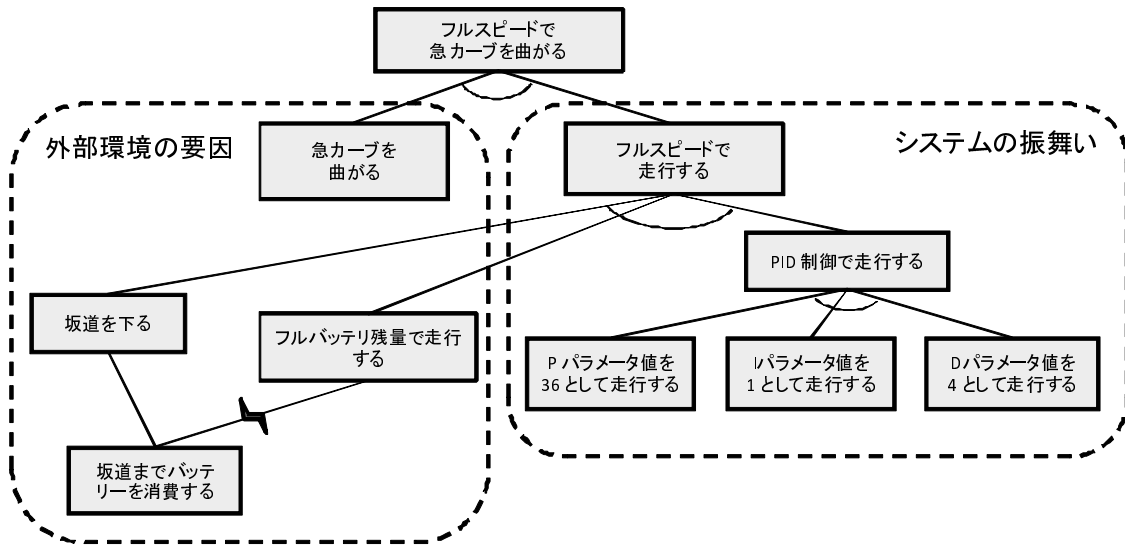 フルスピードで
急カーブを曲がる
外部環境の要因
急カーブを
曲がる
フルスピードで
走行する
システムの振舞い
PID 制御で走行する
坂道を下る
フルバッテリ残量で走行
する
P パラメータ値を
36 として走行する
Iパラメータ値を
1 として走行する
D パラメータ値を
4 として走行する
坂道までバッテ
リーを消費する